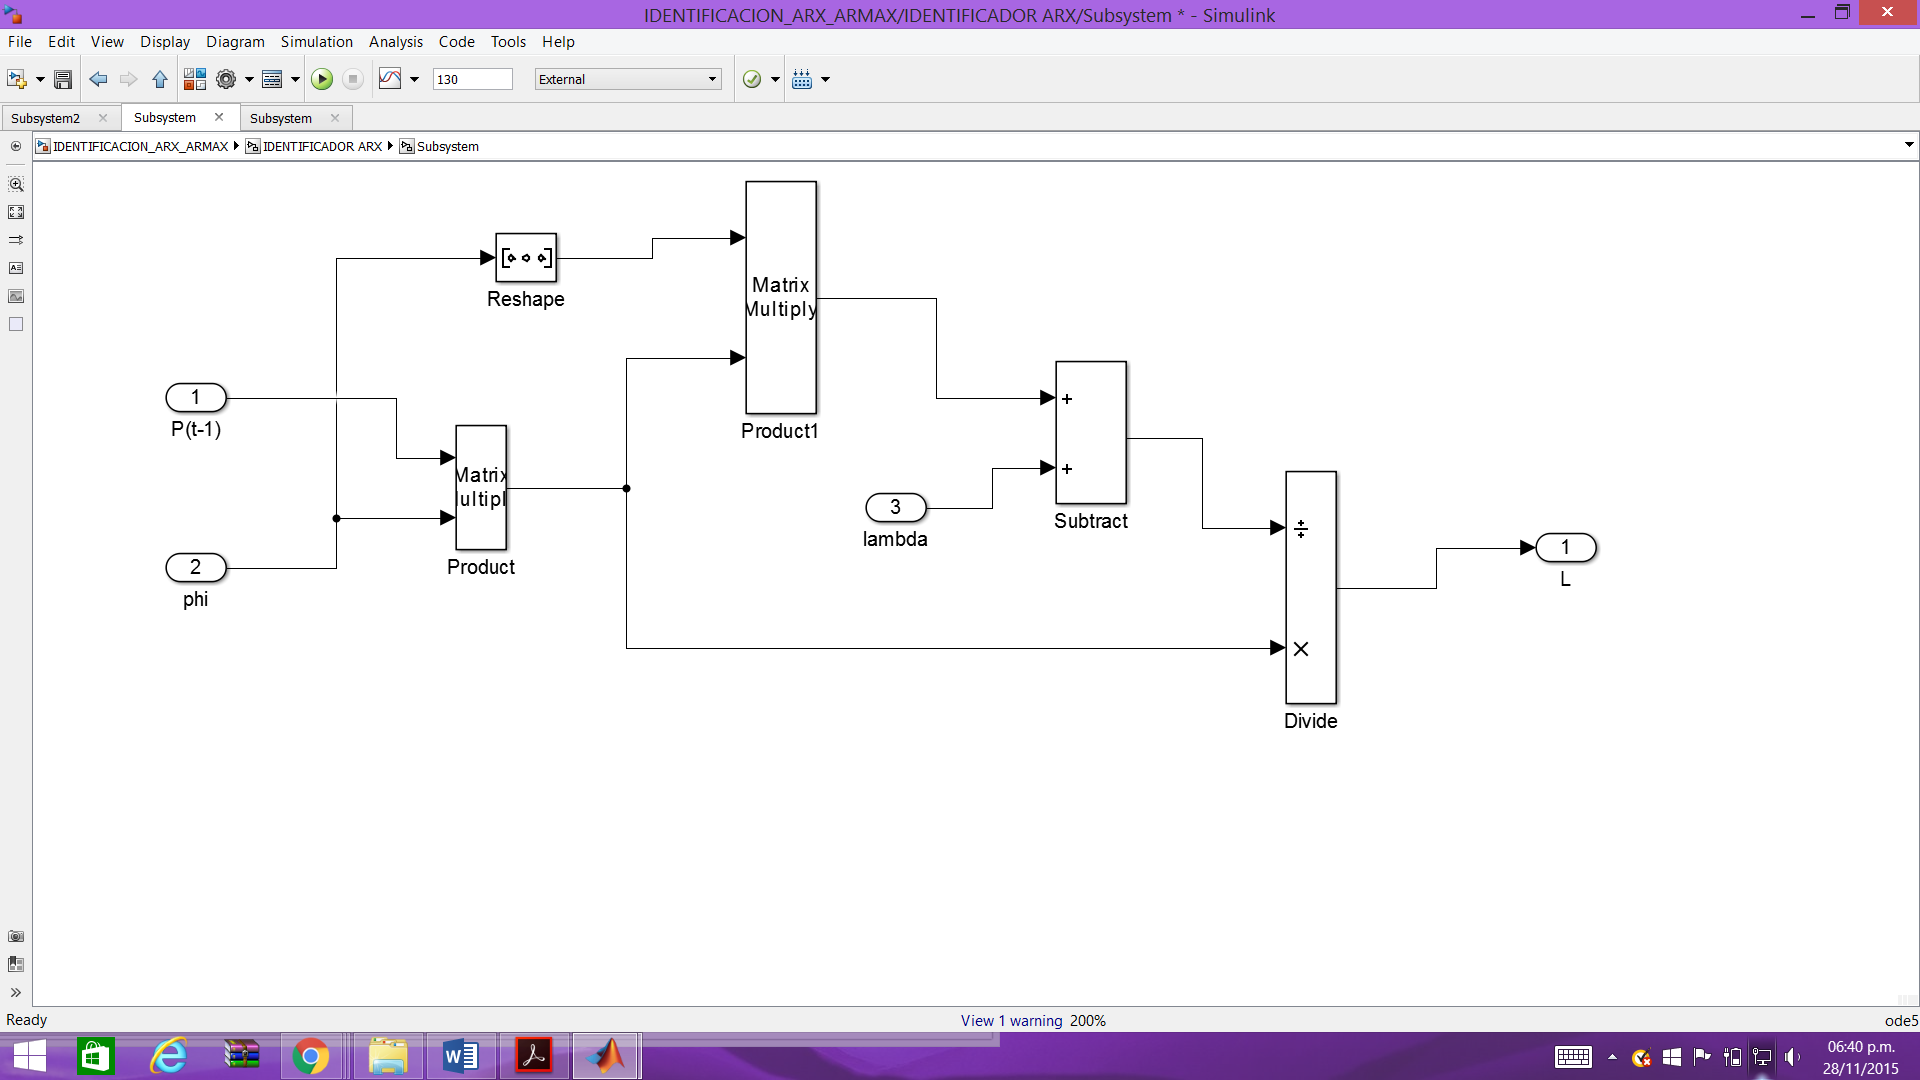 IDENTIFICACION_ARX_ARMAX/IDENTIFICADOR ARX/Subsystem * - Simulink
File Edit View Display Diagram Simulation Analysis Code Tools Help
130 External
Subsystem2 Subsystem Subsystem
IDENTIFICACION_ARX_ARMAX IDENTIFICADOR ARX Subsystem
Reshape
Matrix
Multiply
Product1
1
P(t-1)
Matrix
ultipl
Product
2
phi
3
lambda
+
+
Subtract
÷
×
Divide
1
L
Ready
View 1 warning 200%
ode5
06:40 p.m.
28/11/2015